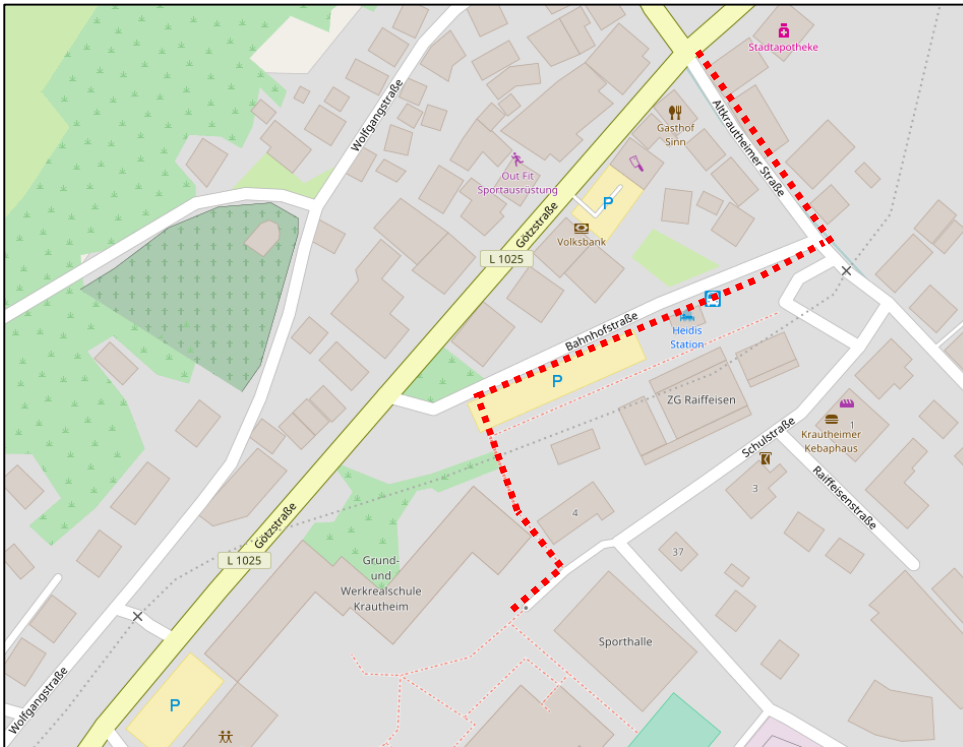 Stadtapotheke
Wolfgangstraße
Altkrautheimer Straße
Gasthof
Sinn
Out Fit
Sportausrüstung
P
Götzstraße
Volksbank
L 1025
Bahnhofstraße
Heidis
Station
P
ZG Raiffeisen
1
Krautheimer
Kebaphaus
Schulstraße
3
Raiffeisenstraße
4
Götzstraße
37
L 1025
Grund-
und
Werkrealschule
Krautheim
Sporthalle
Wolfgangstraße
P